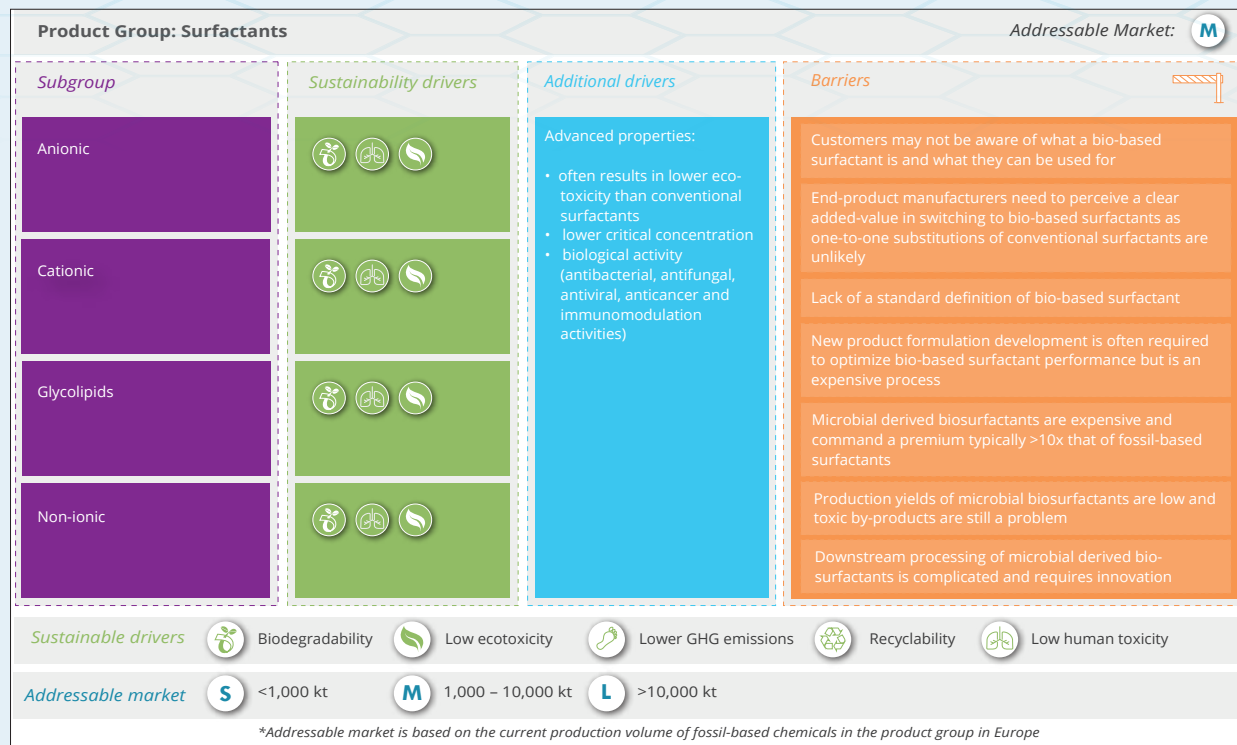 Product Group: Surfactants
Addressable Market:
M
Subgroup
Sustainability drivers
Additional drivers
Barriers
Anionic
Cationic
Glycolipids
Non-ionic
Advanced properties:
• often results in lower eco-
toxicity than conventional
surfactants
• lower critical concentration
• biological activity
(antibacterial, antifungal,
antiviral, anticancer and
immunomodulation
activities)
Customers may not be aware of what a bio-based
surfactant is and what they can be used for
End-product manufacturers need to perceive a clear
added-value in switching to bio-based surfactants as
one-to-one substitutions of conventional surfactants are
unlikely
Lack of a standard definition of bio-based surfactant
New product formulation development is often required
to optimize bio-based surfactant performance but is an
expensive process
Microbial derived biosurfactants are expensive and
command a premium typically >10x that of fossil-based
surfactants
Production yields of microbial biosurfactants are low and
toxic by-products are still a problem
Downstream processing of microbial derived bio-
surfactants is complicated and requires innovation
Sustainable drivers
Biodegradability
Low ecotoxicity
Lower GHG emissions
Recyclability
Low human toxicity
Addressable market
S
<1,000 kt
M
1,000 – 10,000 kt
L
>10,000 kt
*Addressable market is based on the current production volume of fossil-based chemicals in the product group in Europe